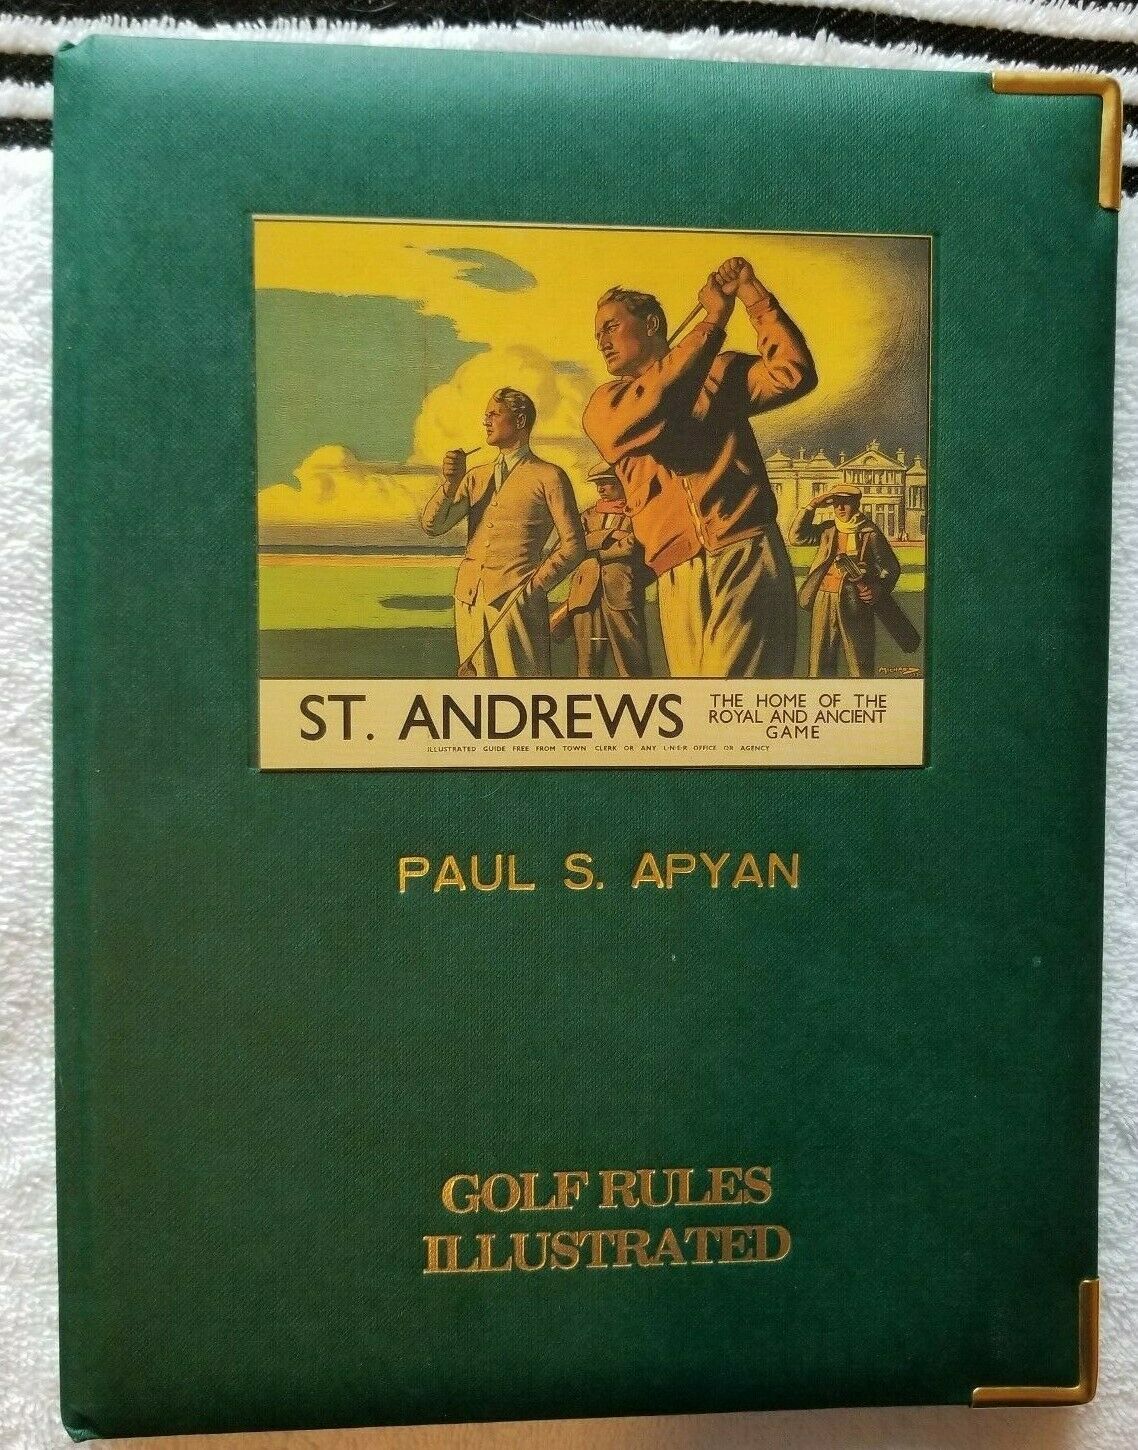 MICHAEL
ST. ANDREWS
THE HOME OF THE
ROYAL AND ANCIENT
GAME
ILLUSTRATED GUIDE FREE FROM TOWN CLERK OR ANY L·N·E·R OFFICE OR AGENCY
PAUL S. APYAN
GOLF RULES
ILLUSTRATED